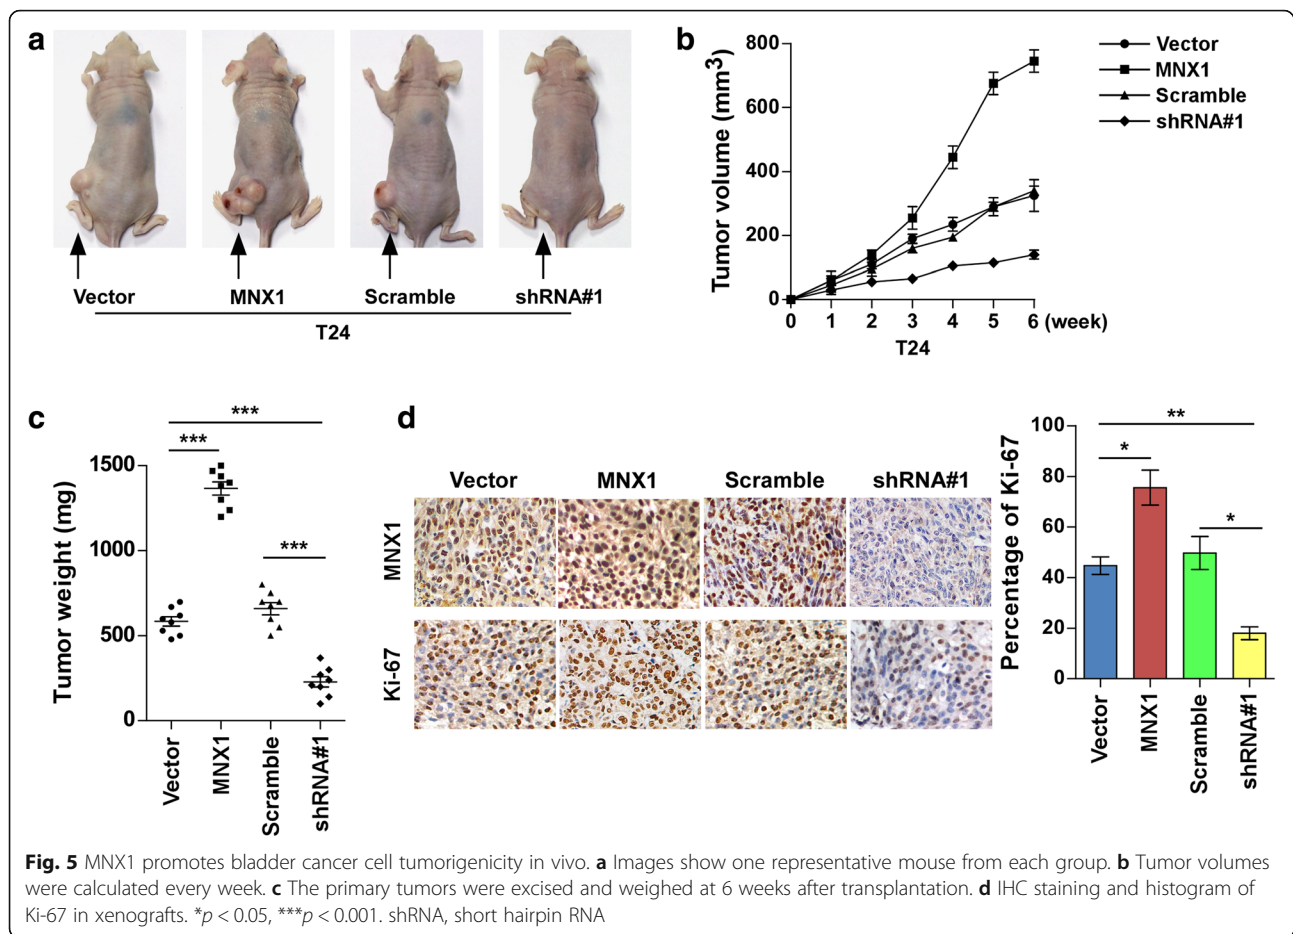 a
Vector MNX1 Scramble shRNA#1
T24
b
Tumor volume (mm3)
800
600
400
200
0
0 1 2 3 4 5 6 (week)
T24
Vector
MNX1
Scramble
shRNA#1
c
Tumor weight (mg)
1500
1000
500
0
***
***
***
Vector
MNX1
Scramble
shRNA#1
d
Vector MNX1 Scramble shRNA#1
MNX1
Ki-67
Percentage of Ki-67
100
80
60
40
20
0
**
*
*
Vector
MNX1
Scramble
shRNA#1
Fig. 5 MNX1 promotes bladder cancer cell tumorigenicity in vivo. a Images show one representative mouse from each group. b Tumor volumes
were calculated every week. c The primary tumors were excised and weighed at 6 weeks after transplantation. d IHC staining and histogram of
Ki-67 in xenografts. *p < 0.05, ***p < 0.001. shRNA, short hairpin RNA